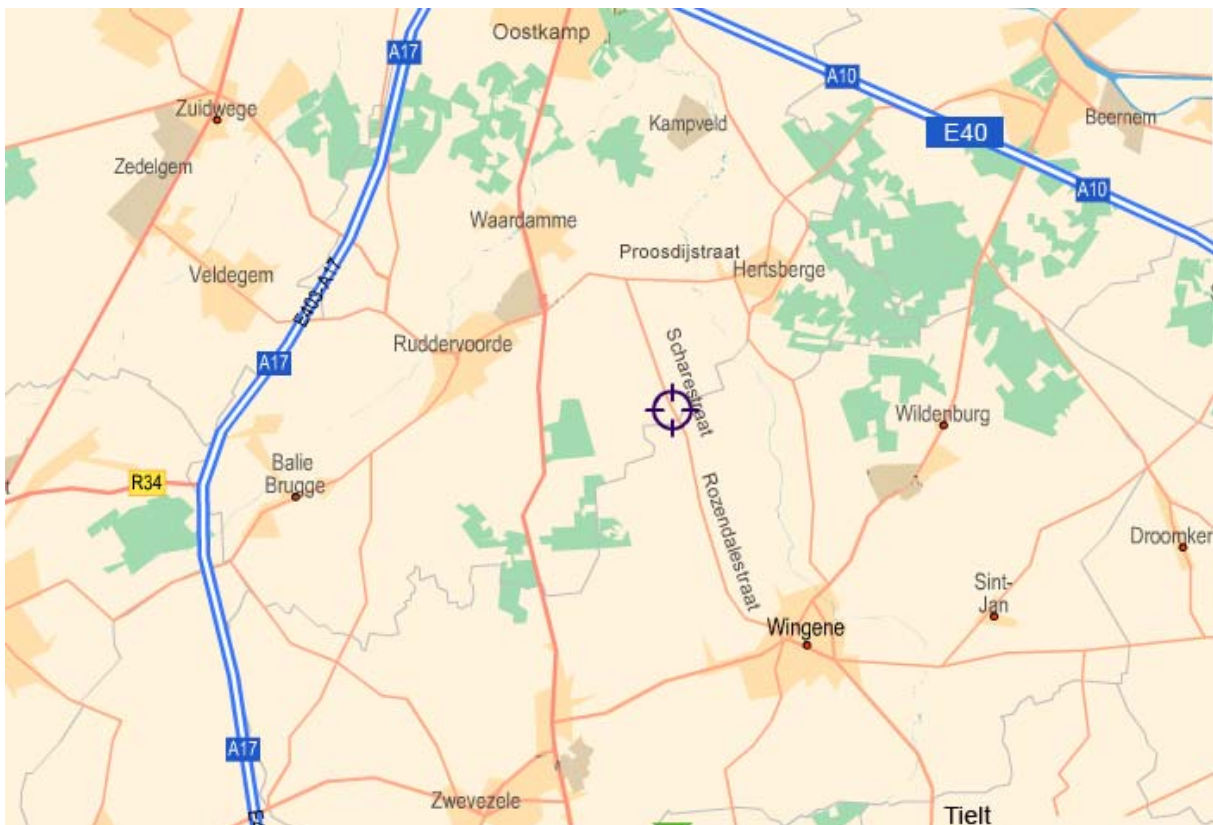 A17
Oostkamp
A10
Zuidwege
Kampveld
Beernem
E40
Zedelgem
A10
Waardamme
Proosdijstraat
Hertsberge
Veldegem
E403-A17
Ruddervoorde
Scharestraat
A17
Wildenburg
Balie
Brugge
R34
Rozendalestraat
Droomker
Sint-
Jan
Wingene
A17
Zwevezele
Tielt